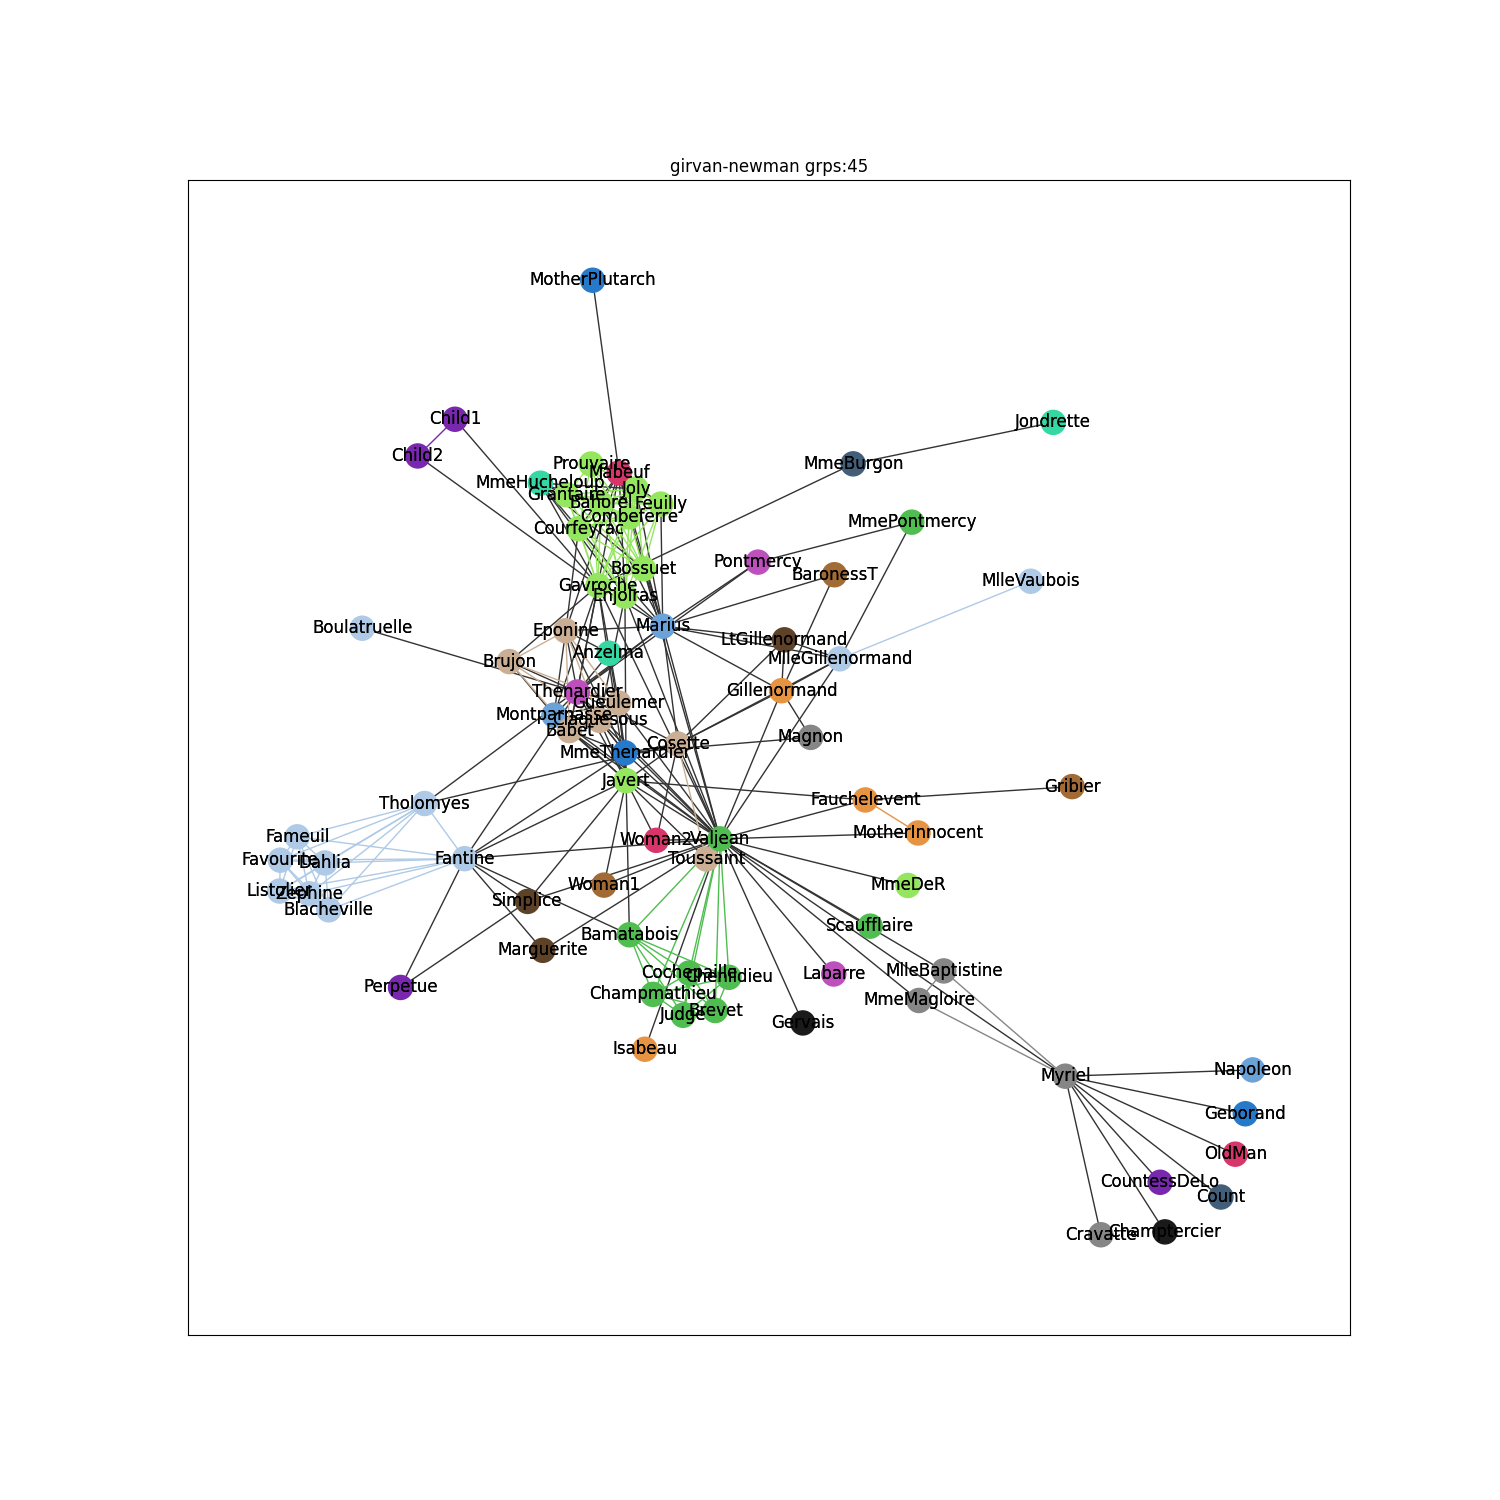 girvan-newman grps:45
MotherPlutarch
Child1
Jondrette
Child2
Prouvaire
MmeBurgon
Mabeuf
MmeHucheloup
Joly
Grantaire
Bahorel
Feuilly
Combeferre
MmePontmercy
Courfeyrac
Pontmercy
Bossuet
BaronessT
MlleVaubois
Gavroche
Enjolras
Boulatruelle
Marius
Eponine
LtGillenormand
Anzelma
MlleGillenormand
Brujon
Thenardier
Gillenormand
Gueulemer
Montparnasse
Claquesous
Babet
Magnon
Cosette
MmeThenardier
Javert
Gribier
Fauchelevent
Tholomyes
MotherInnocent
Fameuil
Woman2
Valjean
Favourite
Dahlia
Fantine
Toussaint
Woman1
MmeDeR
Listolier
Zephine
Simplice
Blacheville
Scaufflaire
Bamatabois
Marguerite
MlleBaptistine
Cochepaille
Labarre
Chenildieu
Perpetue
Champmathieu
MmeMagloire
Brevet
Judge
Gervais
Isabeau
Napoleon
Myriel
Geborand
OldMan
CountessDeLo
Count
Champtercier
Cravatte